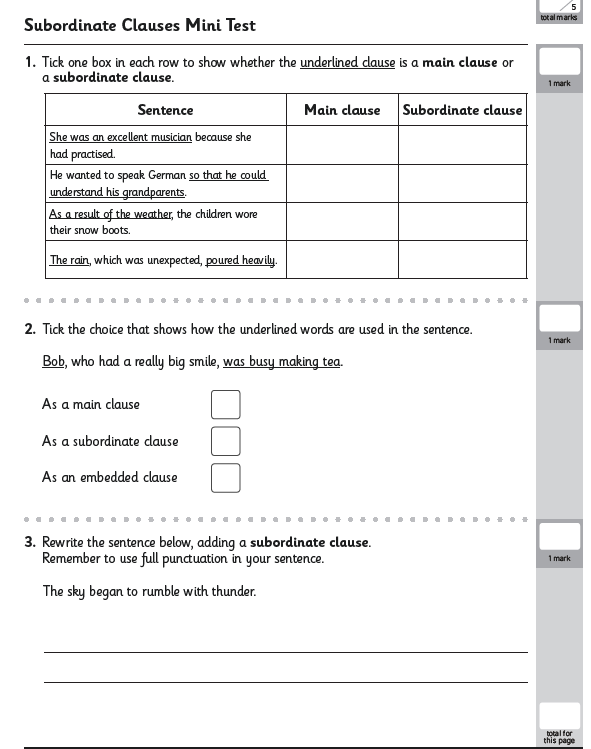 Subordinate Clauses Mini Test
5
total marks
1. Tick one box in each row to show whether the underlined clause is a main clause or
a subordinate clause.
1 mark
Sentence Main clause Subordinate clause
She was an excellent musician because she
had practised.
He wanted to speak German so that he could
understand his grandparents.
As a result of the weather, the children wore
their snow boots.
The rain, which was unexpected, poured heavily.
2. Tick the choice that shows how the underlined words are used in the sentence.
1 mark
Bob, who had a really big smile, was busy making tea.
As a main clause
As a subordinate clause
As an embedded clause
3. Rewrite the sentence below, adding a subordinate clause.
Remember to use full punctuation in your sentence.
1 mark
The sky began to rumble with thunder.
total for
this page